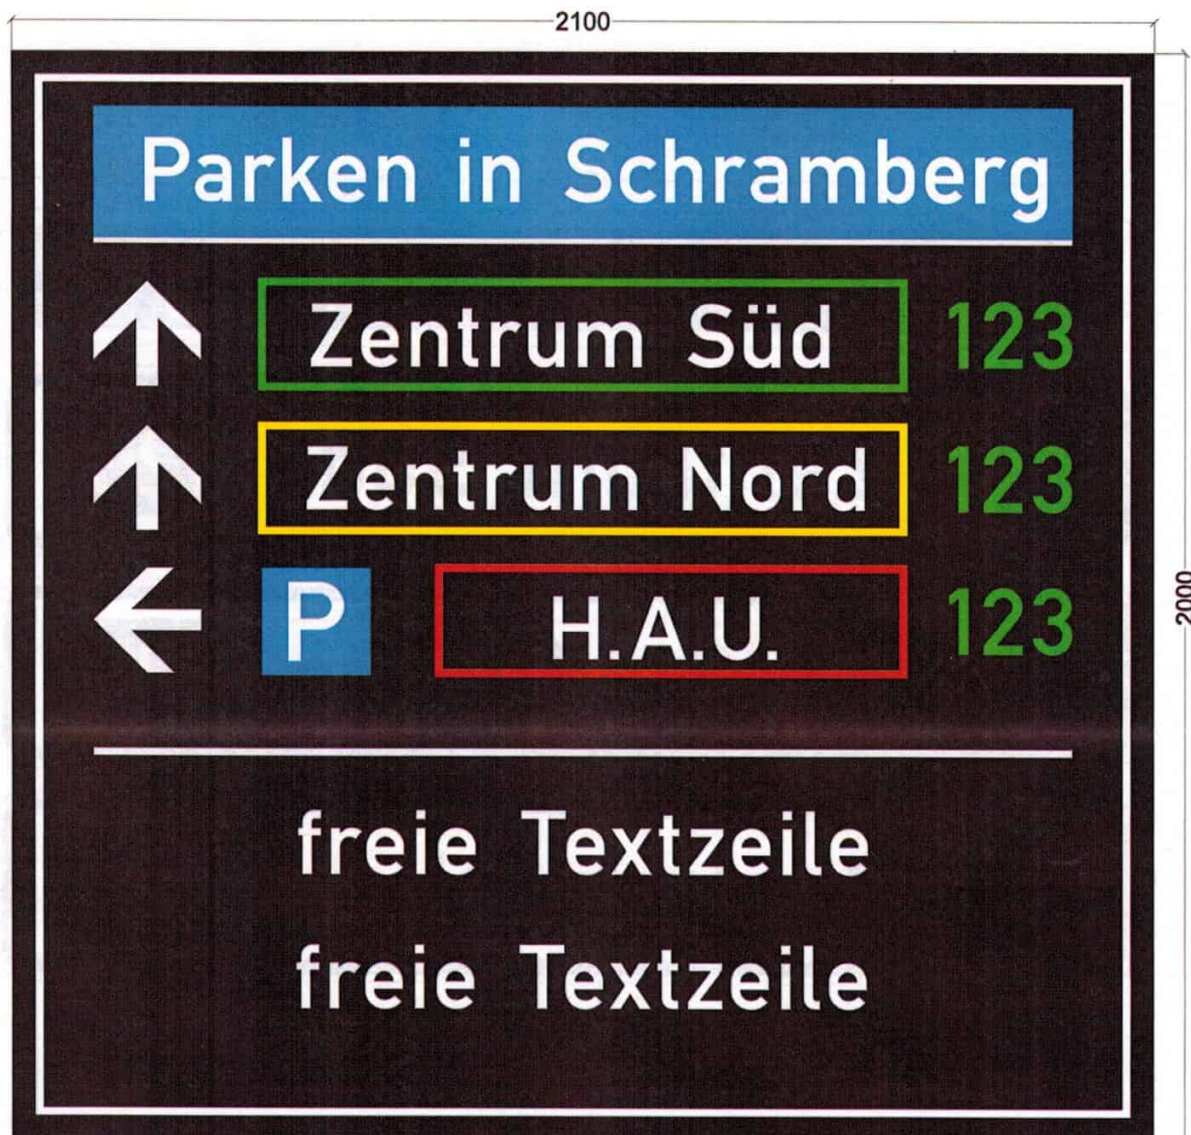 2100
Parken in Schramberg
Zentrum Süd 123
Zentrum Nord 123
P H.A.U. 123
2000
freie Textzeile
freie Textzeile